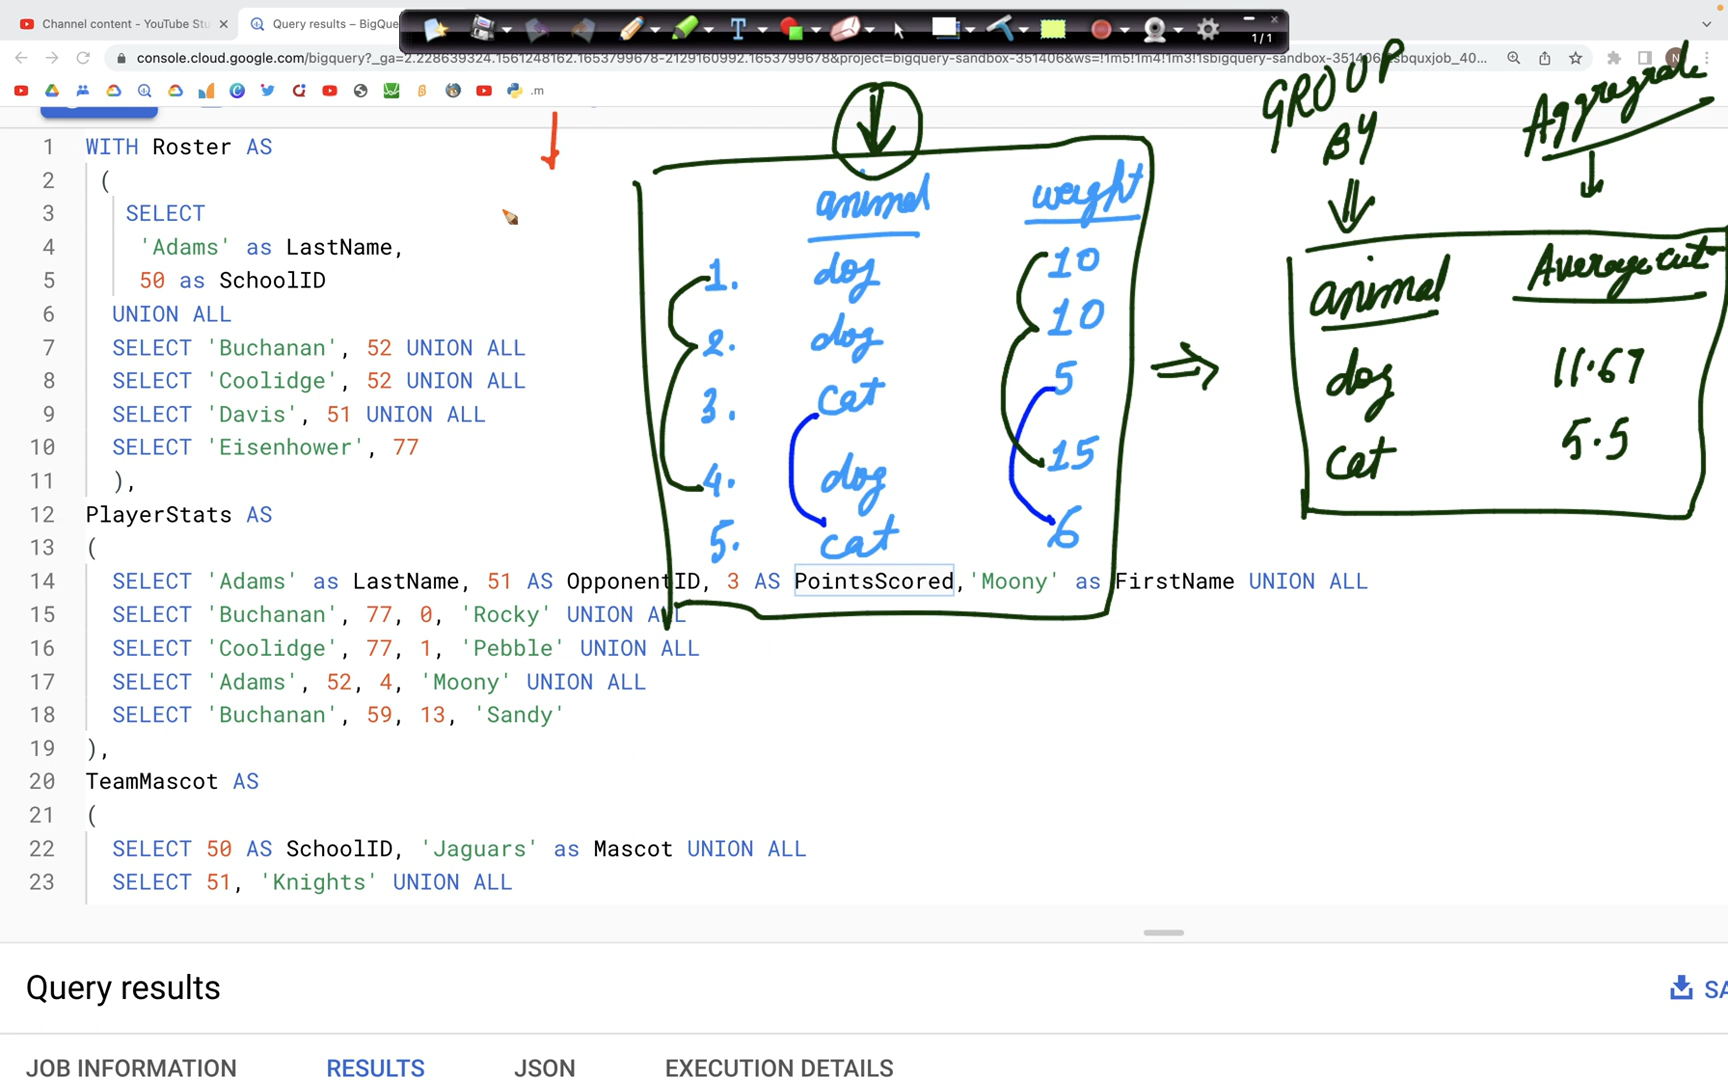 Channel content - YouTube Stu
Query results – BigQue
1/1
console.cloud.google.com/bigquery?_ga=2.228639324.1561248162.1653799678-2129160992.1653799678&project=bigquery-sandbox-351406&ws=!1m5!1m4!1m3!1sbigquery-sandbox-351406
bquxjob_40...
.m
GROUP
BY
Aggregate
1 WITH Roster AS
2 (
3 SELECT
4 'Adams' as LastName,
5 50 as SchoolID
6 UNION ALL
7 SELECT 'Buchanan', 52 UNION ALL
8 SELECT 'Coolidge', 52 UNION ALL
9 SELECT 'Davis', 51 UNION ALL
10 SELECT 'Eisenhower', 77
11 ),
12 PlayerStats AS
13 (
14 SELECT 'Adams' as LastName, 51 AS OpponentID, 3 AS PointsScored,'Moony' as FirstName UNION ALL
15 SELECT 'Buchanan', 77, 0, 'Rocky' UNION ALL
16 SELECT 'Coolidge', 77, 1, 'Pebble' UNION ALL
17 SELECT 'Adams', 52, 4, 'Moony' UNION ALL
18 SELECT 'Buchanan', 59, 13, 'Sandy'
19 ),
20 TeamMascot AS
21 (
22 SELECT 50 AS SchoolID, 'Jaguars' as Mascot UNION ALL
23 SELECT 51, 'Knights' UNION ALL
animal weight
1. dog 10
2. dog 10
3. cat 5
4. dog 15
5. cat 6
animal Average
dog 11.67
cat 5.5
Query results
SA
JOB INFORMATION RESULTS JSON EXECUTION DETAILS